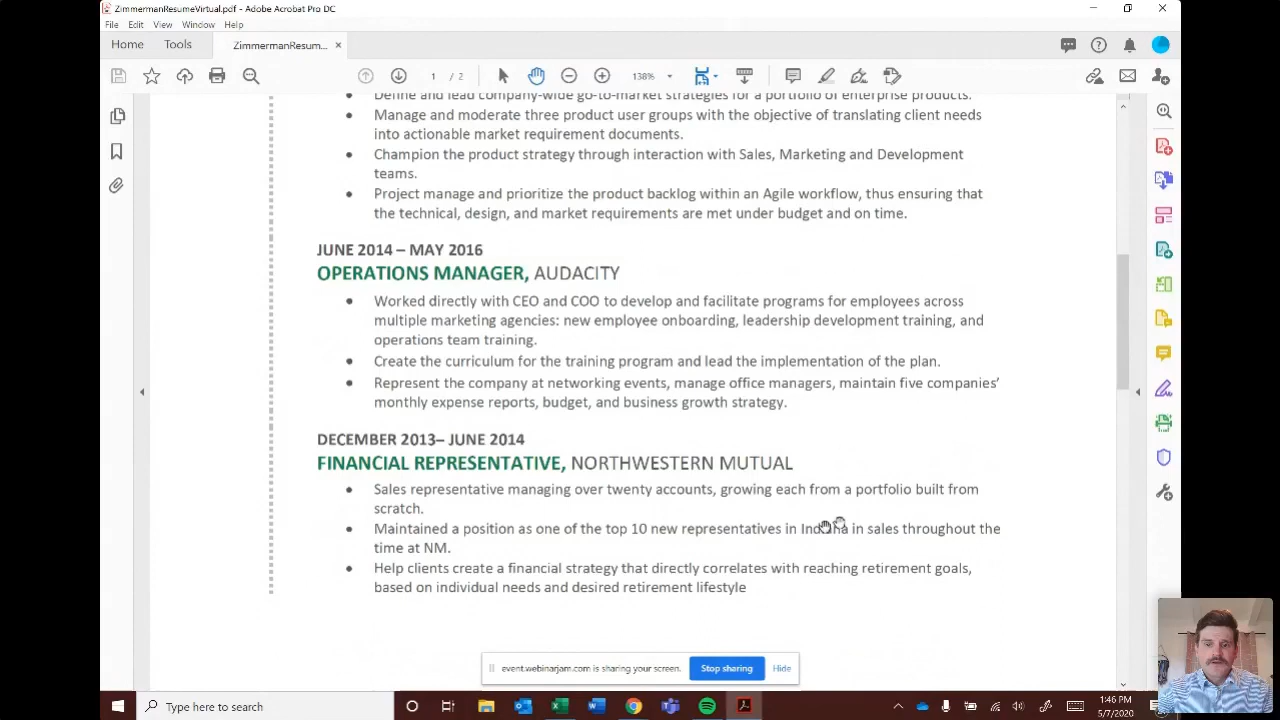 ZimmermanResumeVirtual.pdf - Adobe Acrobat Pro DC
File Edit View Window Help
Home Tools ZimmermanResum... ×
1 / 2 138%
Define and lead company-wide go-to-market strategies for a portfolio of enterprise products.
• Manage and moderate three product user groups with the objective of translating client needs
into actionable market requirement documents.
• Champion the product strategy through interaction with Sales, Marketing and Development
teams.
• Project manage and prioritize the product backlog within an Agile workflow, thus ensuring that
the technical, design, and market requirements are met under budget and on time.
JUNE 2014 – MAY 2016
OPERATIONS MANAGER, AUDACITY
• Worked directly with CEO and COO to develop and facilitate programs for employees across
multiple marketing agencies: new employee onboarding, leadership development training, and
operations team training.
• Create the curriculum for the training program and lead the implementation of the plan.
• Represent the company at networking events, manage office managers, maintain five companies’
monthly expense reports, budget, and business growth strategy.
DECEMBER 2013– JUNE 2014
FINANCIAL REPRESENTATIVE, NORTHWESTERN MUTUAL
• Sales representative managing over twenty accounts, growing each from a portfolio built from
scratch.
• Maintained a position as one of the top 10 new representatives in Indiana in sales throughout the
time at NM.
• Help clients create a financial strategy that directly correlates with reaching retirement goals,
based on individual needs and desired retirement lifestyle
event.webinarjam.com is sharing your screen. Stop sharing Hide
Type here to search
1:46 PM
5/7/2020